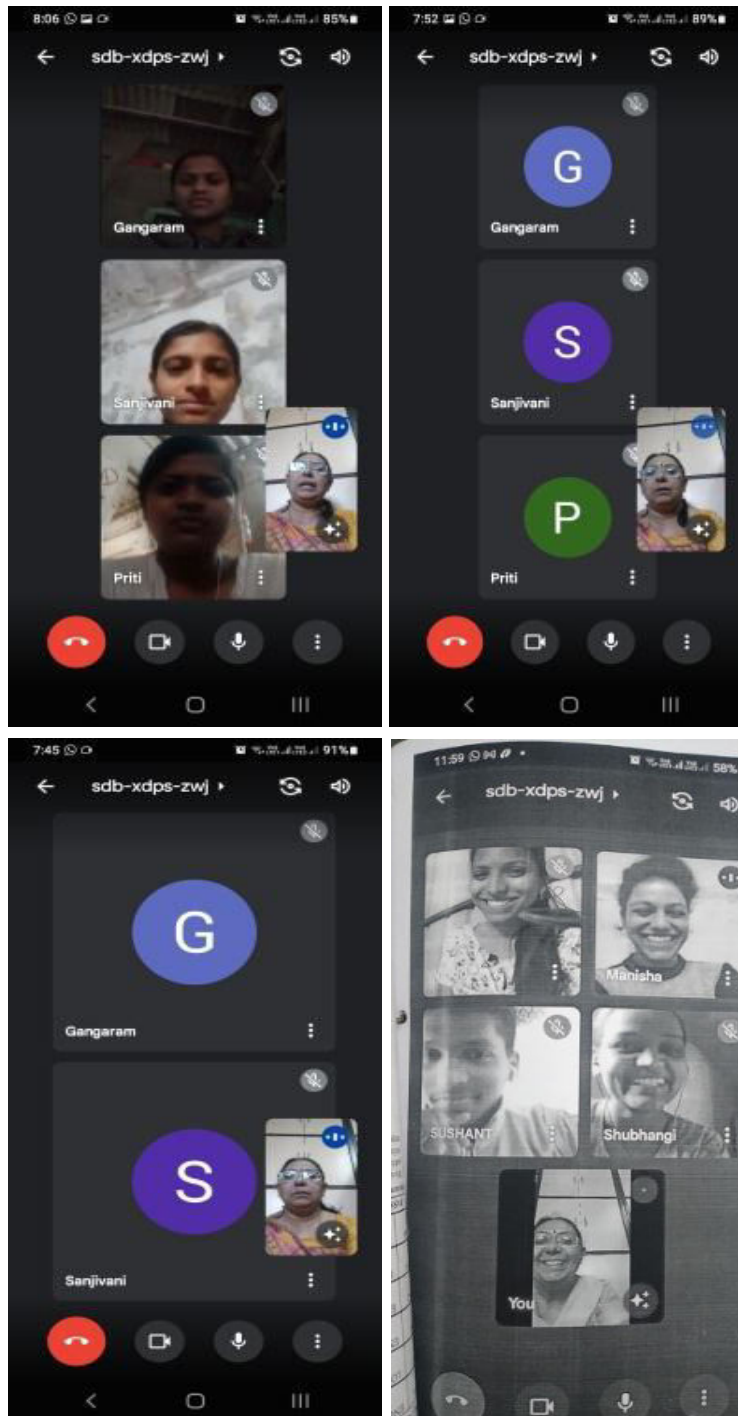 8:06 85%
sdb-xdps-zwj
Gangaram
Sanjivani
Priti
7:52 89%
sdb-xdps-zwj
G
Gangaram
S
Sanjivani
P
Priti
7:45 91%
sdb-xdps-zwj
G
Gangaram
S
Sanjivani
11:59 58%
sdb-xdps-zwj
Manisha
SUSHANT
Shubhangi
You